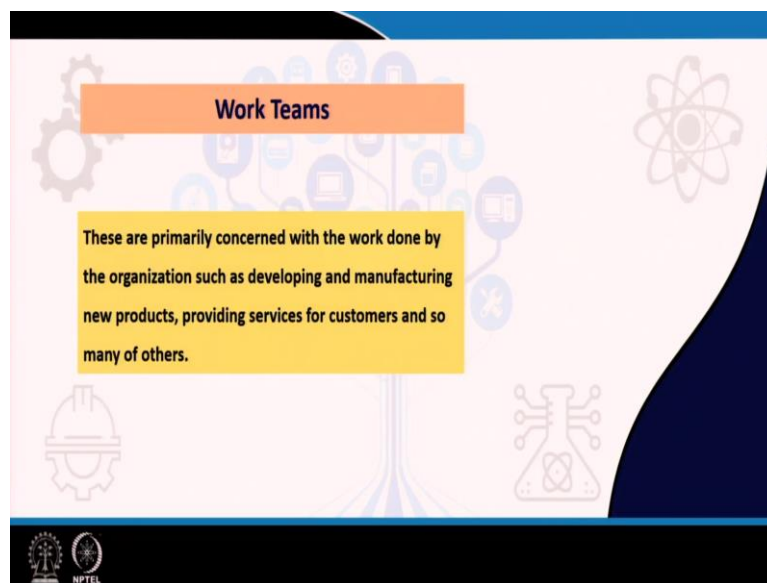 Work Teams
These are primarily concerned with the work done by
the organization such as developing and manufacturing
new products, providing services for customers and so
many of others.
NPTEL